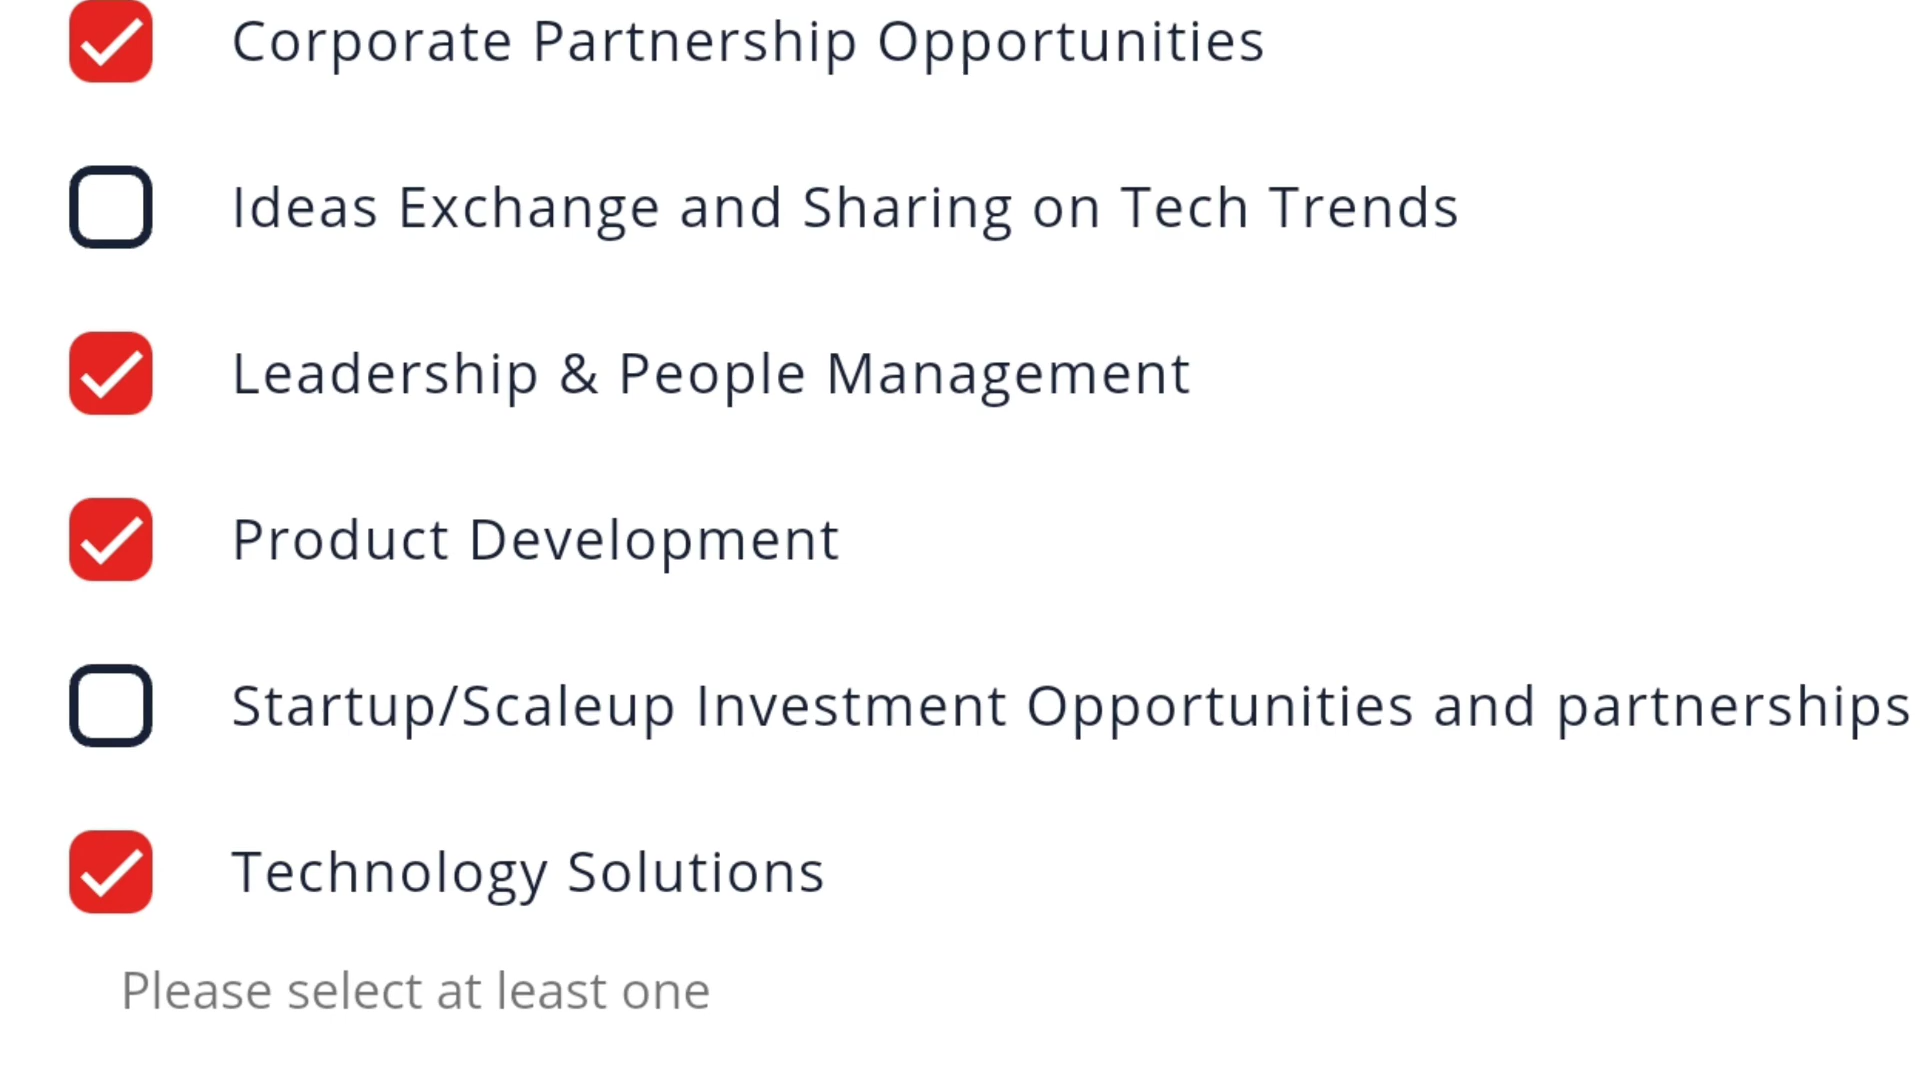 Corporate Partnership Opportunities
Ideas Exchange and Sharing on Tech Trends
Leadership & People Management
Product Development
Startup/Scaleup Investment Opportunities and partnerships
Technology Solutions
Please select at least one